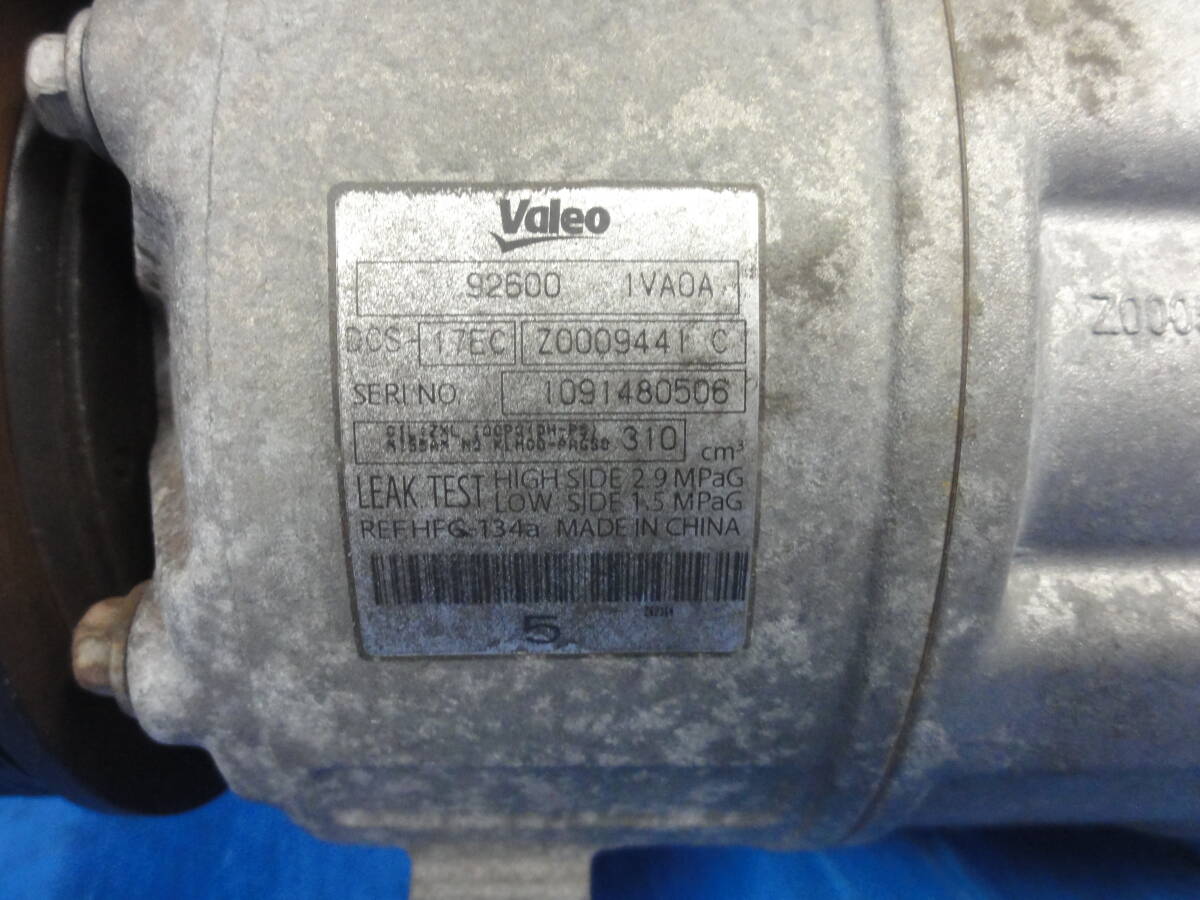 Valeo
92600 1VA0A
DCS-17EC Z0009441 C
SERI NO. 1091480506
310 cm³
LEAK TEST HIGH SIDE 2.9 MPaG
LOW SIDE 1.5 MPaG
REF HFC-134a MADE IN CHINA
5
Z000